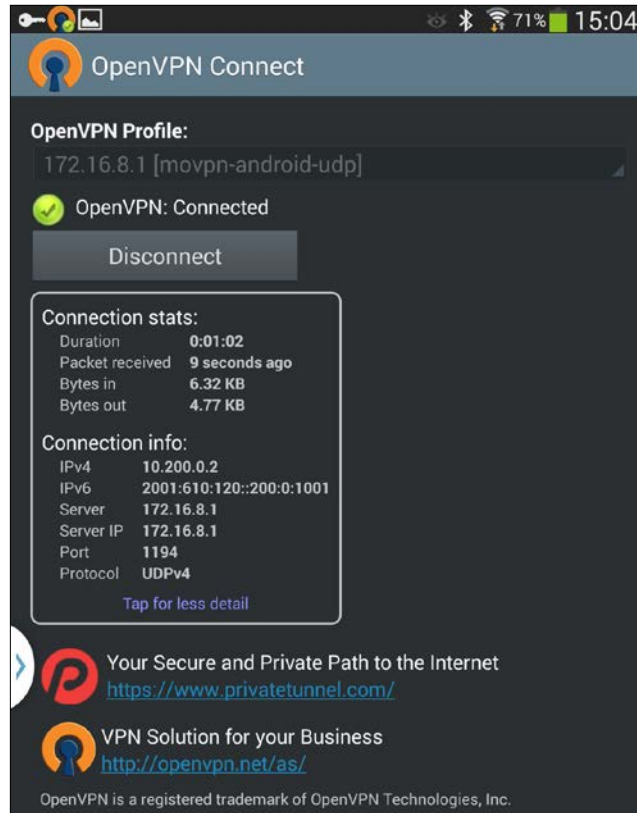 71% 15:04
OpenVPN Connect
OpenVPN Profile:
172.16.8.1 [movpn-android-udp]
OpenVPN: Connected
Disconnect
Connection stats:
Duration 0:01:02
Packet received 9 seconds ago
Bytes in 6.32 KB
Bytes out 4.77 KB
Connection info:
IPv4 10.200.0.2
IPv6 2001:610:120::200:0:1001
Server 172.16.8.1
Server IP 172.16.8.1
Port 1194
Protocol UDPv4
Tap for less detail
Your Secure and Private Path to the Internet
https://www.privatetunnel.com/
VPN Solution for your Business
http://openvpn.net/as/
OpenVPN is a registered trademark of OpenVPN Technologies, Inc.